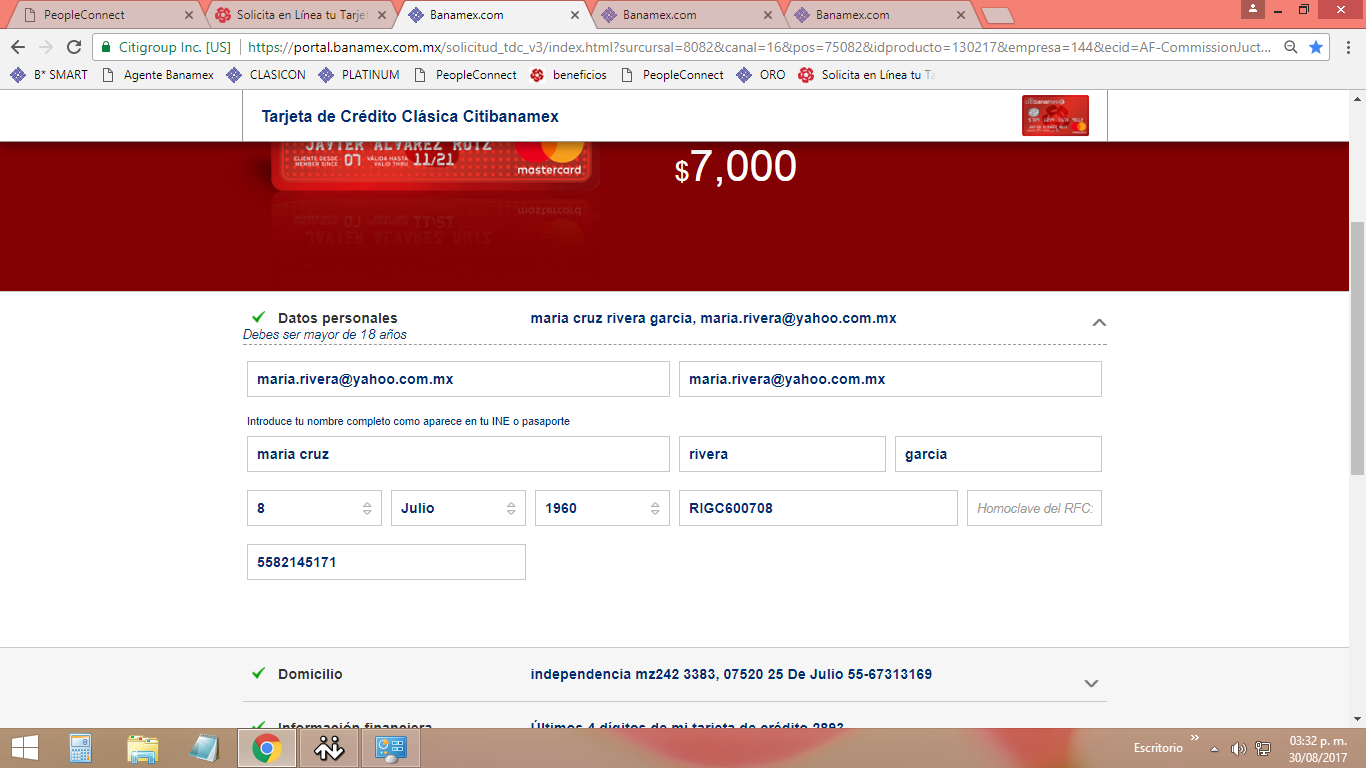 PeopleConnect
Solicita en Línea tu Tarje
Banamex.com
Banamex.com
Banamex.com
Citigroup Inc. [US]
https://portal.banamex.com.mx/solicitud_tdc_v3/index.html?sursursal=8082&canal=16&pos=75082&idproducto=130217&empresa=144&ecid=AF-CommissionJuct...
B* SMART
Agente Banamex
CLASICON
PLATINUM
PeopleConnect
beneficios
PeopleConnect
ORO
Solicita en Línea tu Ta
Tarjeta de Crédito Clásica Citibanamex
JAVIER ALVAREZ RUIZ
CLIENTE DESDE
MEMBER SINCE
07
VÁLIDA HASTA
VALID THRU
11/21
mastercard.
$7,000
Datos personales
maria cruz rivera garcia, maria.rivera@yahoo.com.mx
Debes ser mayor de 18 años
maria.rivera@yahoo.com.mx
maria.rivera@yahoo.com.mx
Introduce tu nombre completo como aparece en tu INE o pasaporte
maria cruz
rivera
garcia
8
Julio
1960
RIGC600708
Homoclave del RFC:
5582145171
Domicilio
independencia mz242 3383, 07520 25 De Julio 55-67313169
Información financiera
Últimos 4 dígitos de mi tarjeta de crédito 2893
Escritorio
03:32 p. m.
30/08/2017